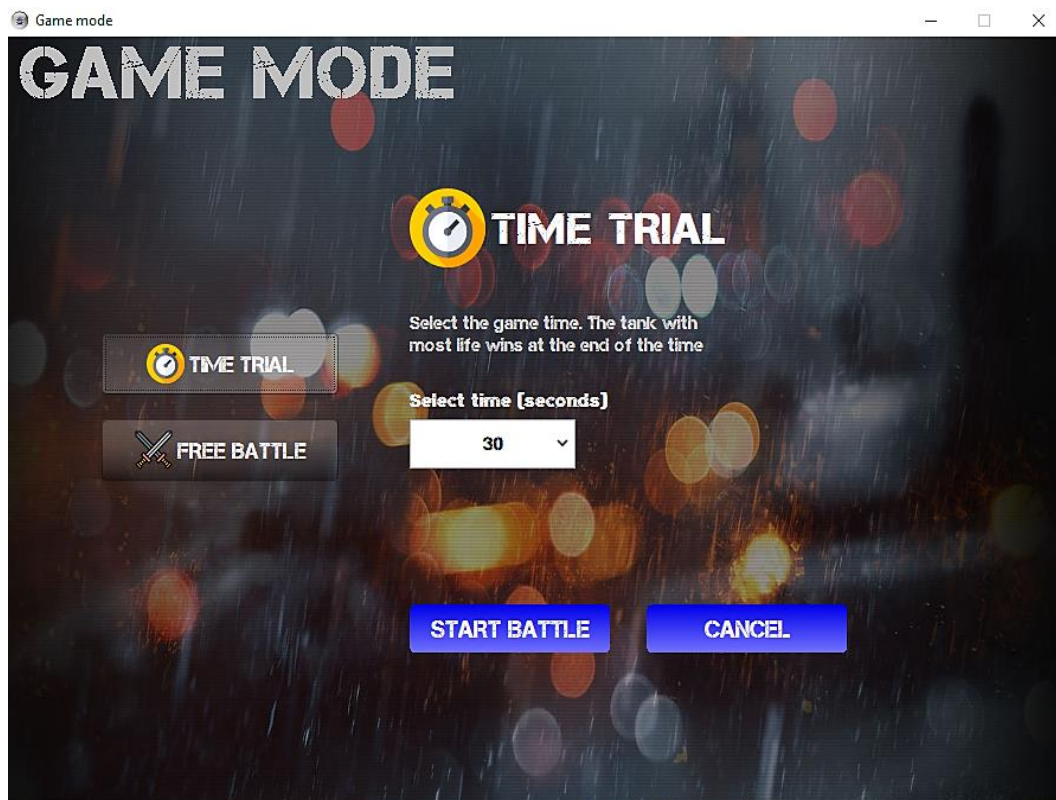 Game mode
GAME MODE
TIME TRIAL
Select the game time. The tank with
most life wins at the end of the time
TIME TRIAL
Select time (seconds)
30
FREE BATTLE
START BATTLE
CANCEL